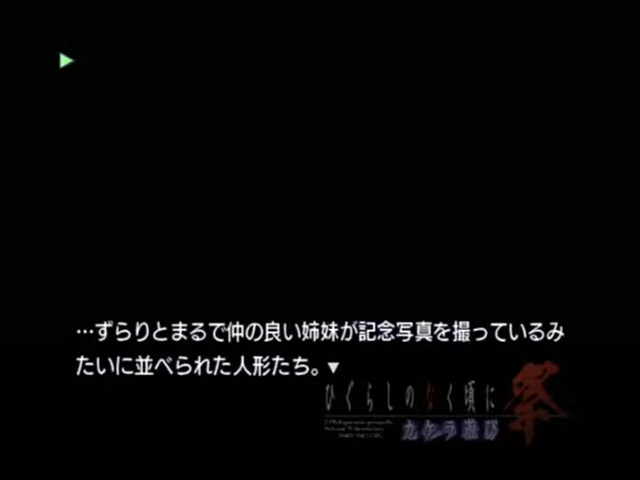 …ずらりとまるで仲の良い姉妹が記念写真を撮っているみ
たいに並べられた人形たち。▼
ひぐらしのなく頃に祭
カケラ遊び